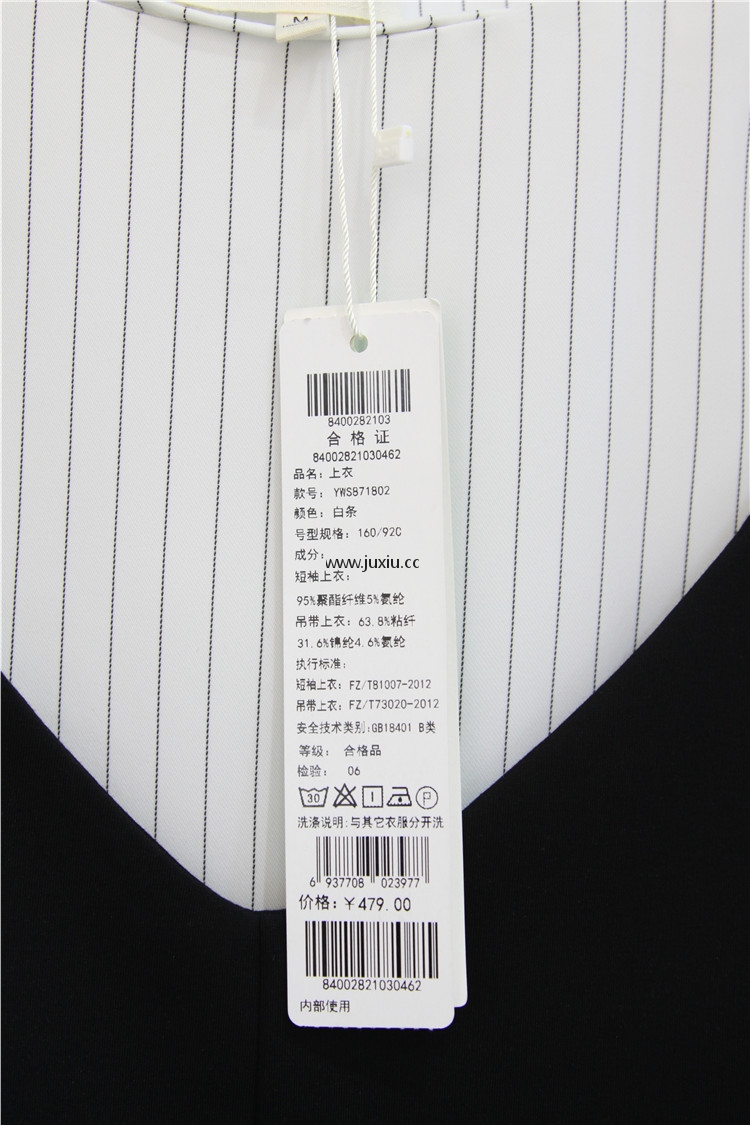 M
8400282103
合格证
84002821030462
品名：上衣
款号：YWS871802
颜色：白条
号型规格：160/92C
成分：
www.juxiu.cc
短袖上衣：
95%聚酯纤维5%氨纶
吊带上衣：63.8%粘纤
31.6%锦纶4.6%氨纶
执行标准：
短袖上衣：FZ/T81007-2012
吊带上衣：FZ/T73020-2012
安全技术类别：GB18401 B类
等级：合格品
检验：06
30 P
洗涤说明：与其它衣服分开洗
6 937708 023977
价格：￥479.00
84002821030462
内部使用